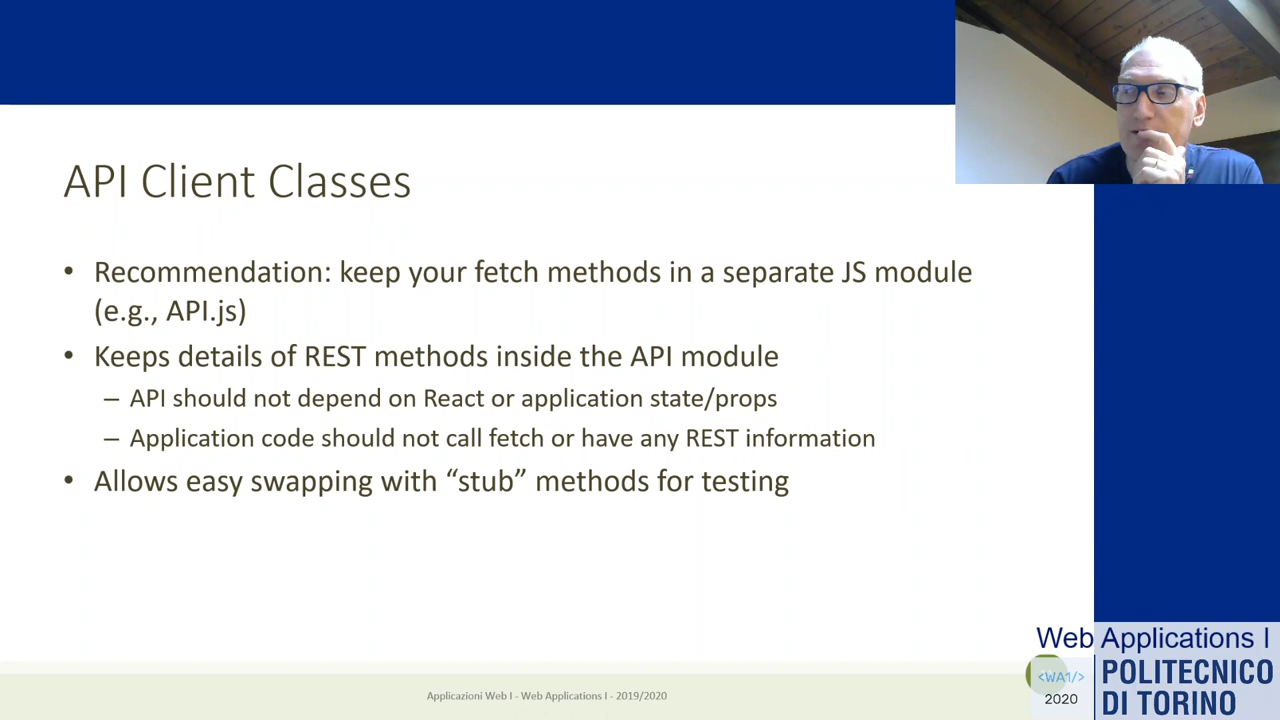 API Client Classes
• Recommendation: keep your fetch methods in a separate JS module
(e.g., API.js)
• Keeps details of REST methods inside the API module
– API should not depend on React or application state/props
– Application code should not call fetch or have any REST information
• Allows easy swapping with “stub” methods for testing
Applicazioni Web I - Web Applications I - 2019/2020
Web Applications I
<WA1/>
2020
POLITECNICO
DI TORINO